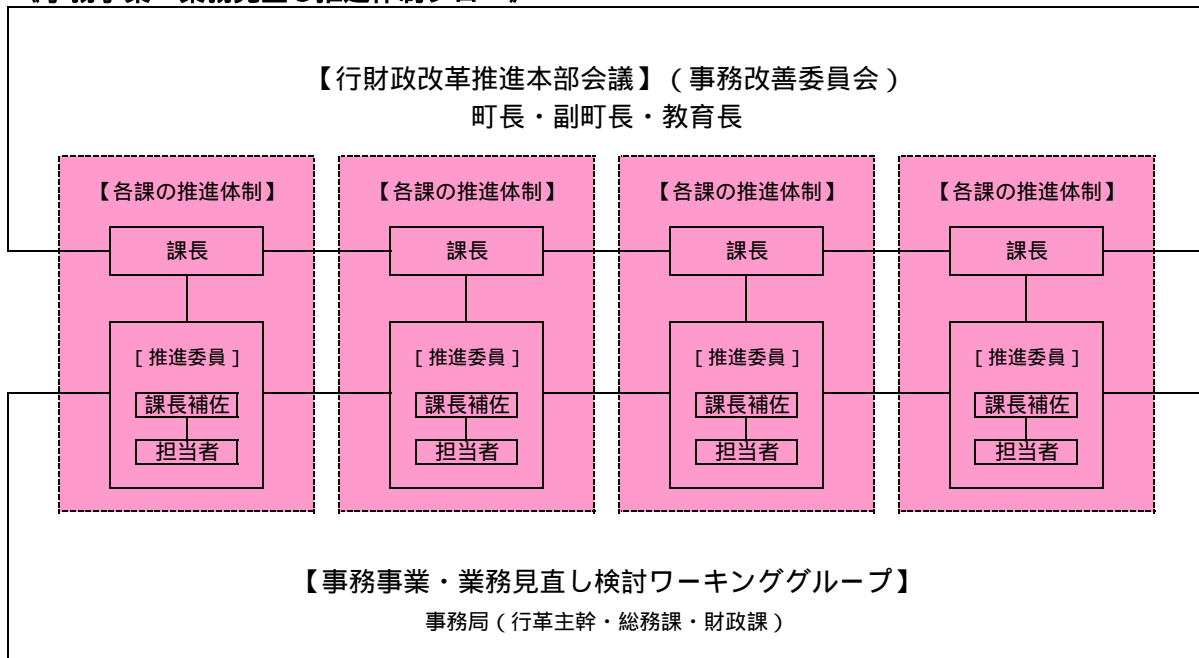 【行財政改革推進本部会議】(事務改善委員会)
町長・副町長・教育長
【各課の推進体制】 【各課の推進体制】 【各課の推進体制】 【各課の推進体制】
課長 課長 課長 課長
[推進委員] [推進委員] [推進委員] [推進委員]
課長補佐 課長補佐 課長補佐 課長補佐
担当者 担当者 担当者 担当者
【事務事業・業務見直し検討ワーキンググループ】
事務局(行革主幹・総務課・財政課)